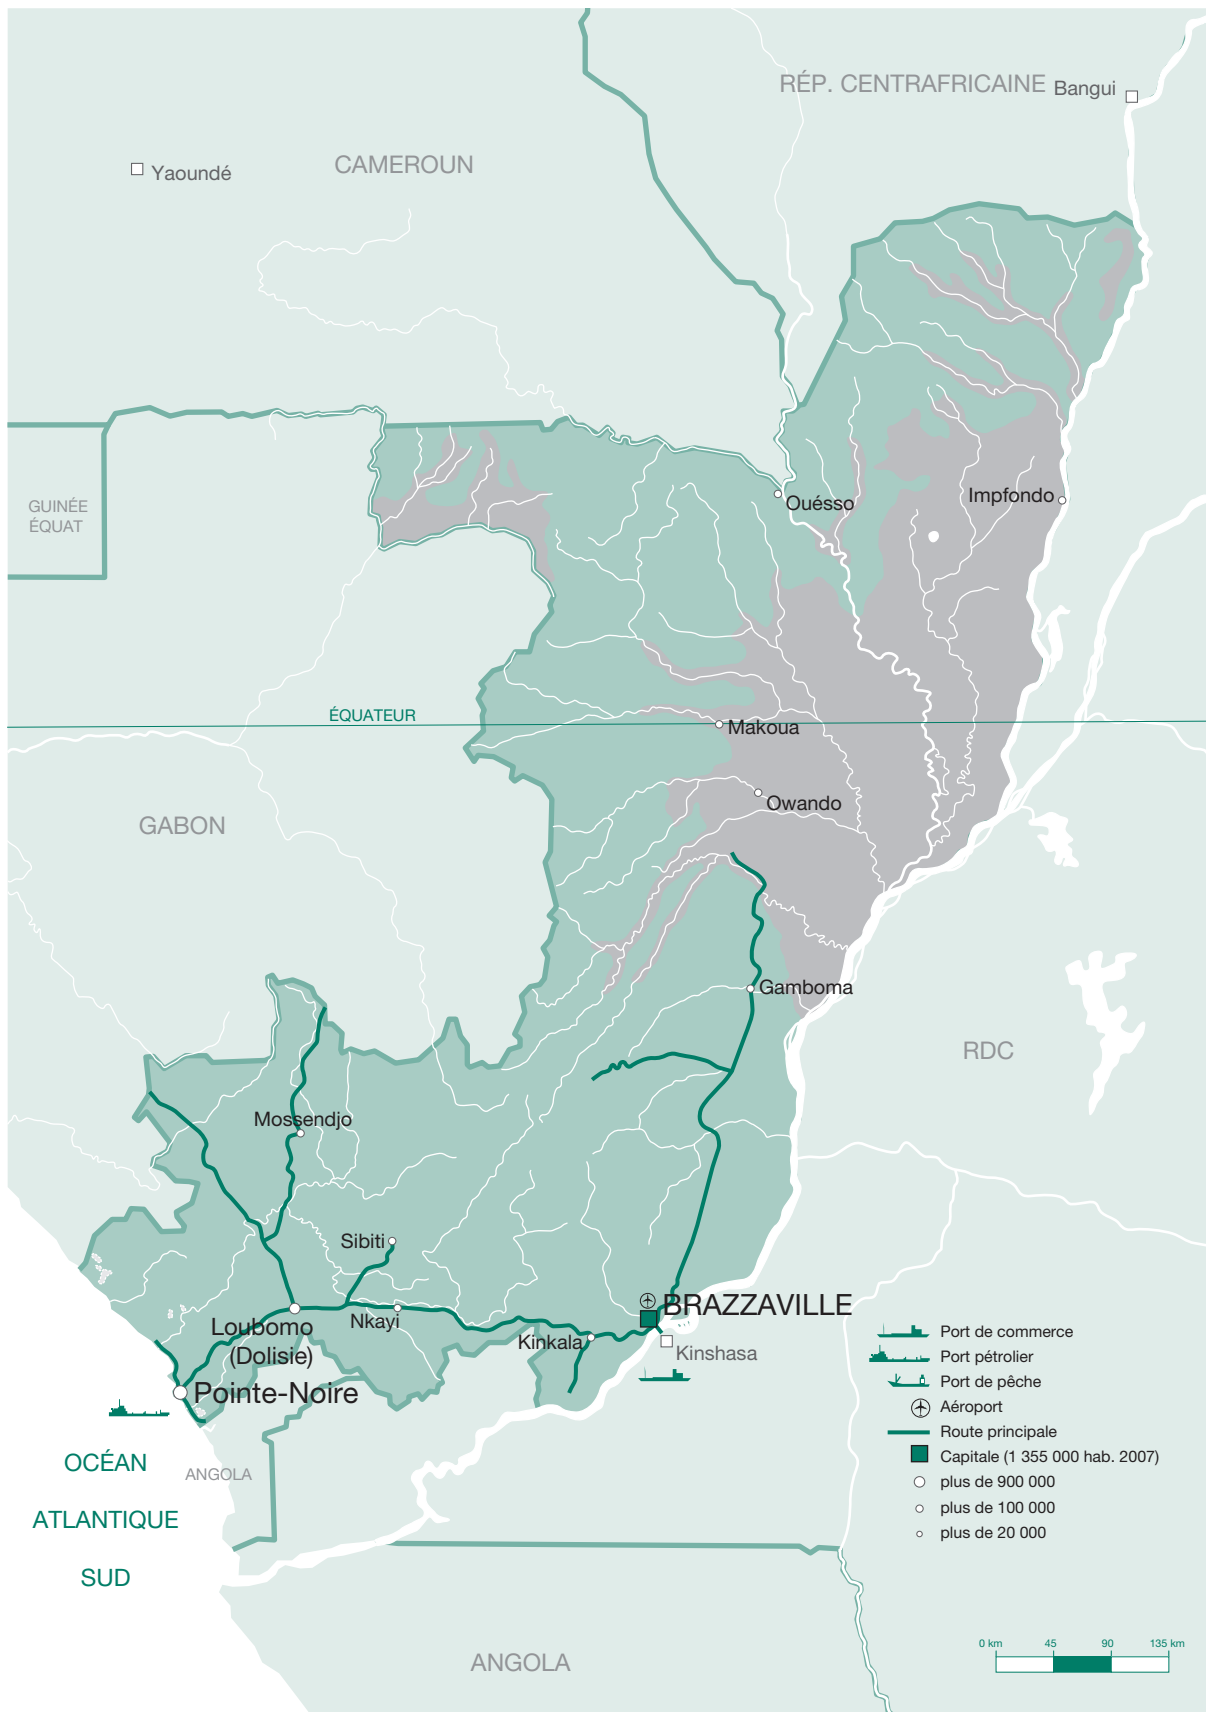 RÉP. CENTRAFRICAINE
Bangui
CAMEROUN
Yaoundé
GUINÉE
ÉQUAT
Ouésso
Impfondo
ÉQUATEUR
Makoua
Owando
GABON
Gamboma
RDC
Mossendjo
Sibiti
BRAZZAVILLE
Loubomo
(Dolisie)
Nkayi
Kinkala
Kinshasa
Pointe-Noire
OCÉAN
ATLANTIQUE
SUD
ANGOLA
ANGOLA
Port de commerce
Port pétrolier
Port de pêche
Aéroport
Route principale
Capitale (1 355 000 hab. 2007)
plus de 900 000
plus de 100 000
plus de 20 000
0 km 45 90 135 km